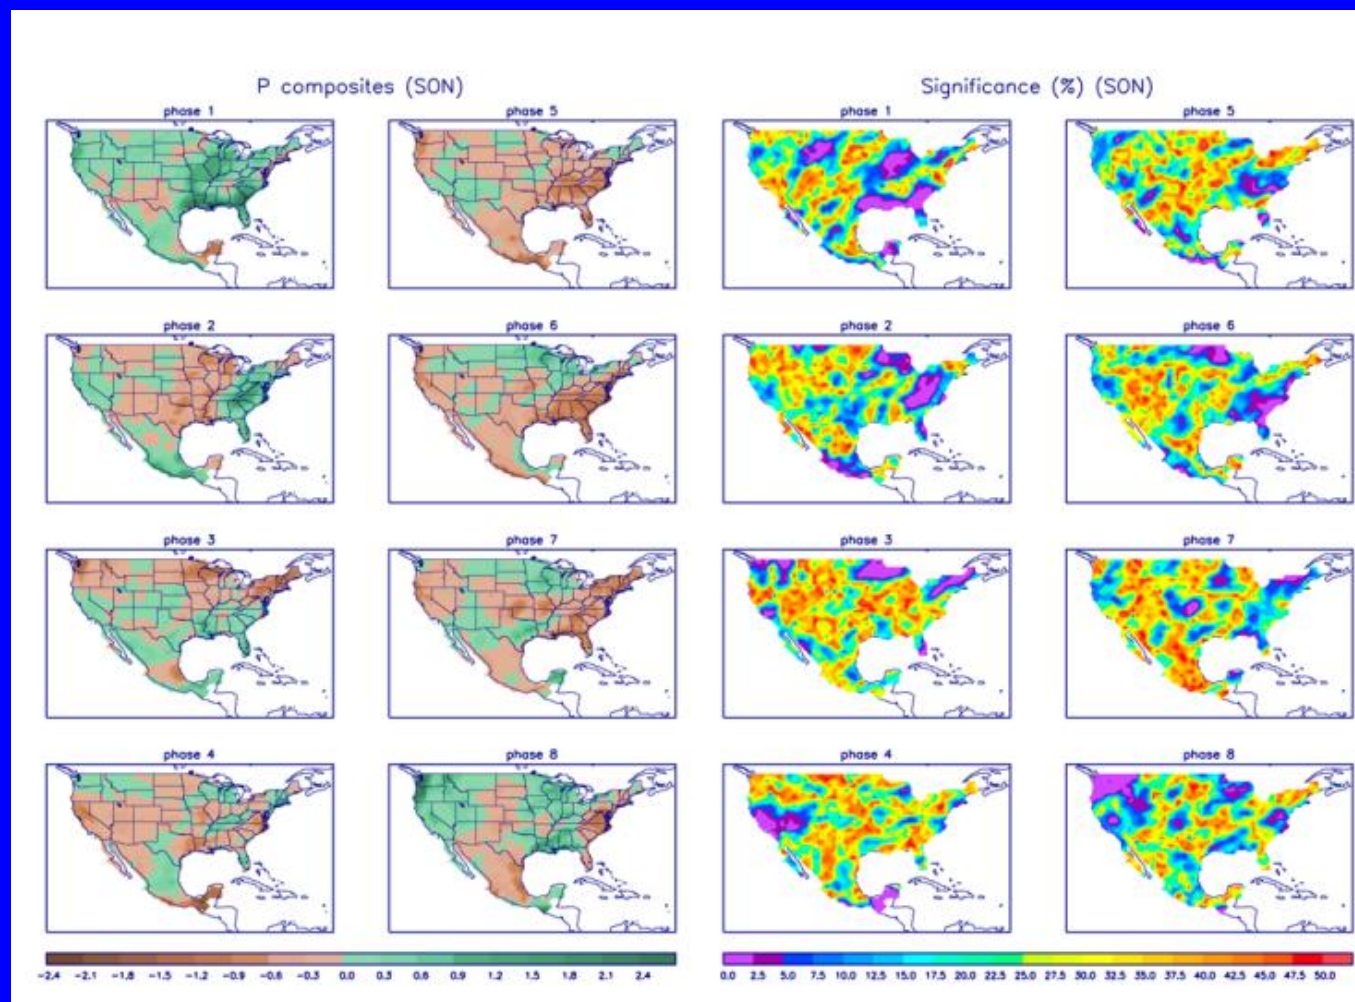 P composites (SON) Significance (%) (SON)
phase 1 phase 5 phase 1 phase 5
phase 2 phase 6 phase 2 phase 6
phase 3 phase 7 phase 3 phase 7
phase 4 phase 8 phase 4 phase 8
-2.4 -2.1 -1.8 -1.5 -1.2 -0.9 -0.6 -0.3 0.0 0.3 0.6 0.9 1.2 1.5 1.8 2.1 2.4 0.0 2.5 5.0 7.5 10.0 12.5 15.0 17.5 20.0 22.5 25.0 27.5 30.0 32.5 35.0 37.5 40.0 42.5 45.0 47.5 50.0